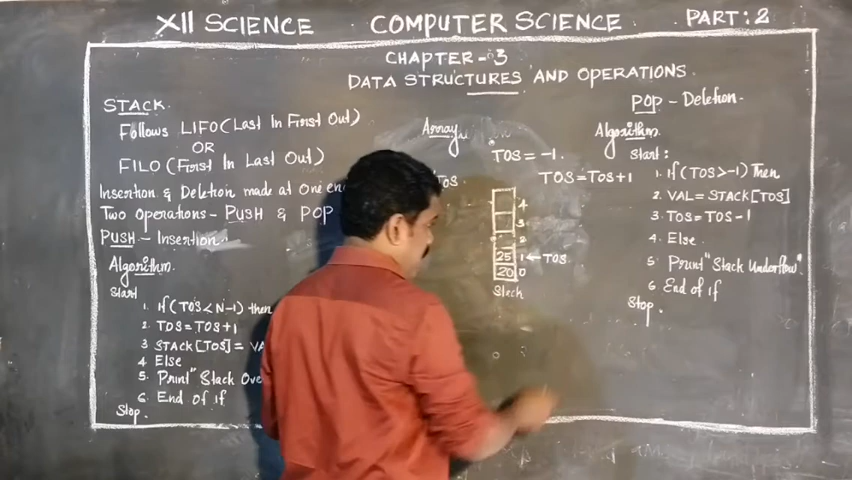 XII SCIENCE COMPUTER SCIENCE PART: 2
CHAPTER - 3
DATA STRUCTURES AND OPERATIONS
STACK
Follows LIFO (Last In First Out)
OR
FILO (First In Last Out)
Insertion & Deletion made at One
Two Operations - PUSH & POP
PUSH - Insertion
Algorithm
Start
1. If (TOS < N-1) then
2. TOS = TOS+1
3 STACK[TOS] =
4 Else
5. Print "Stack
6. End of if
Stop.
Array
TOS = -1.
TOS = TOS+1
TOS
4
3
2
25 1 ← TOS
20 0
Stack
POP - Deletion
Algorithm
Start:
1. If (TOS > -1) Then
2. VAL = STACK [TOS]
3. TOS = TOS - 1
4. Else
5 Print "Stack Underflow"
6 End of if
Stop.